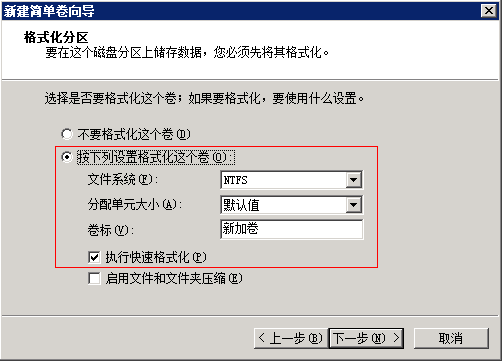 新建简单卷向导
格式化分区
要在这个磁盘分区上储存数据，您必须先将其格式化。
选择是否要格式化这个卷；如果要格式化，要使用什么设置。
不要格式化这个卷(D)
按下列设置格式化这个卷(O):
文件系统(F): NTFS
分配单元大小(A): 默认值
卷标(V): 新加卷
执行快速格式化(P)
启用文件和文件夹压缩(E)
< 上一步(B) 下一步(N) > 取消